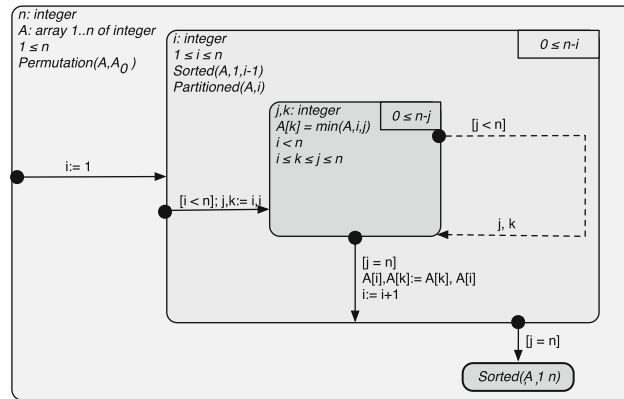 n: integer
A: array 1..n of integer
1 ≤ n
Permutation(A,A0 )
i: integer
1 ≤ i ≤ n
Sorted(A,1,i-1)
Partitioned(A,i)
0 ≤ n-i
j,k: integer
A[k] = min(A,i,j)
i < n
i ≤ k ≤ j ≤ n
0 ≤ n-j
[j < n]
i:= 1
[i < n]; j,k:= i,i
j, k
[j = n]
A[i],A[k]:= A[k], A[i]
i:= i+1
[j = n]
Sorted(A,1 n)